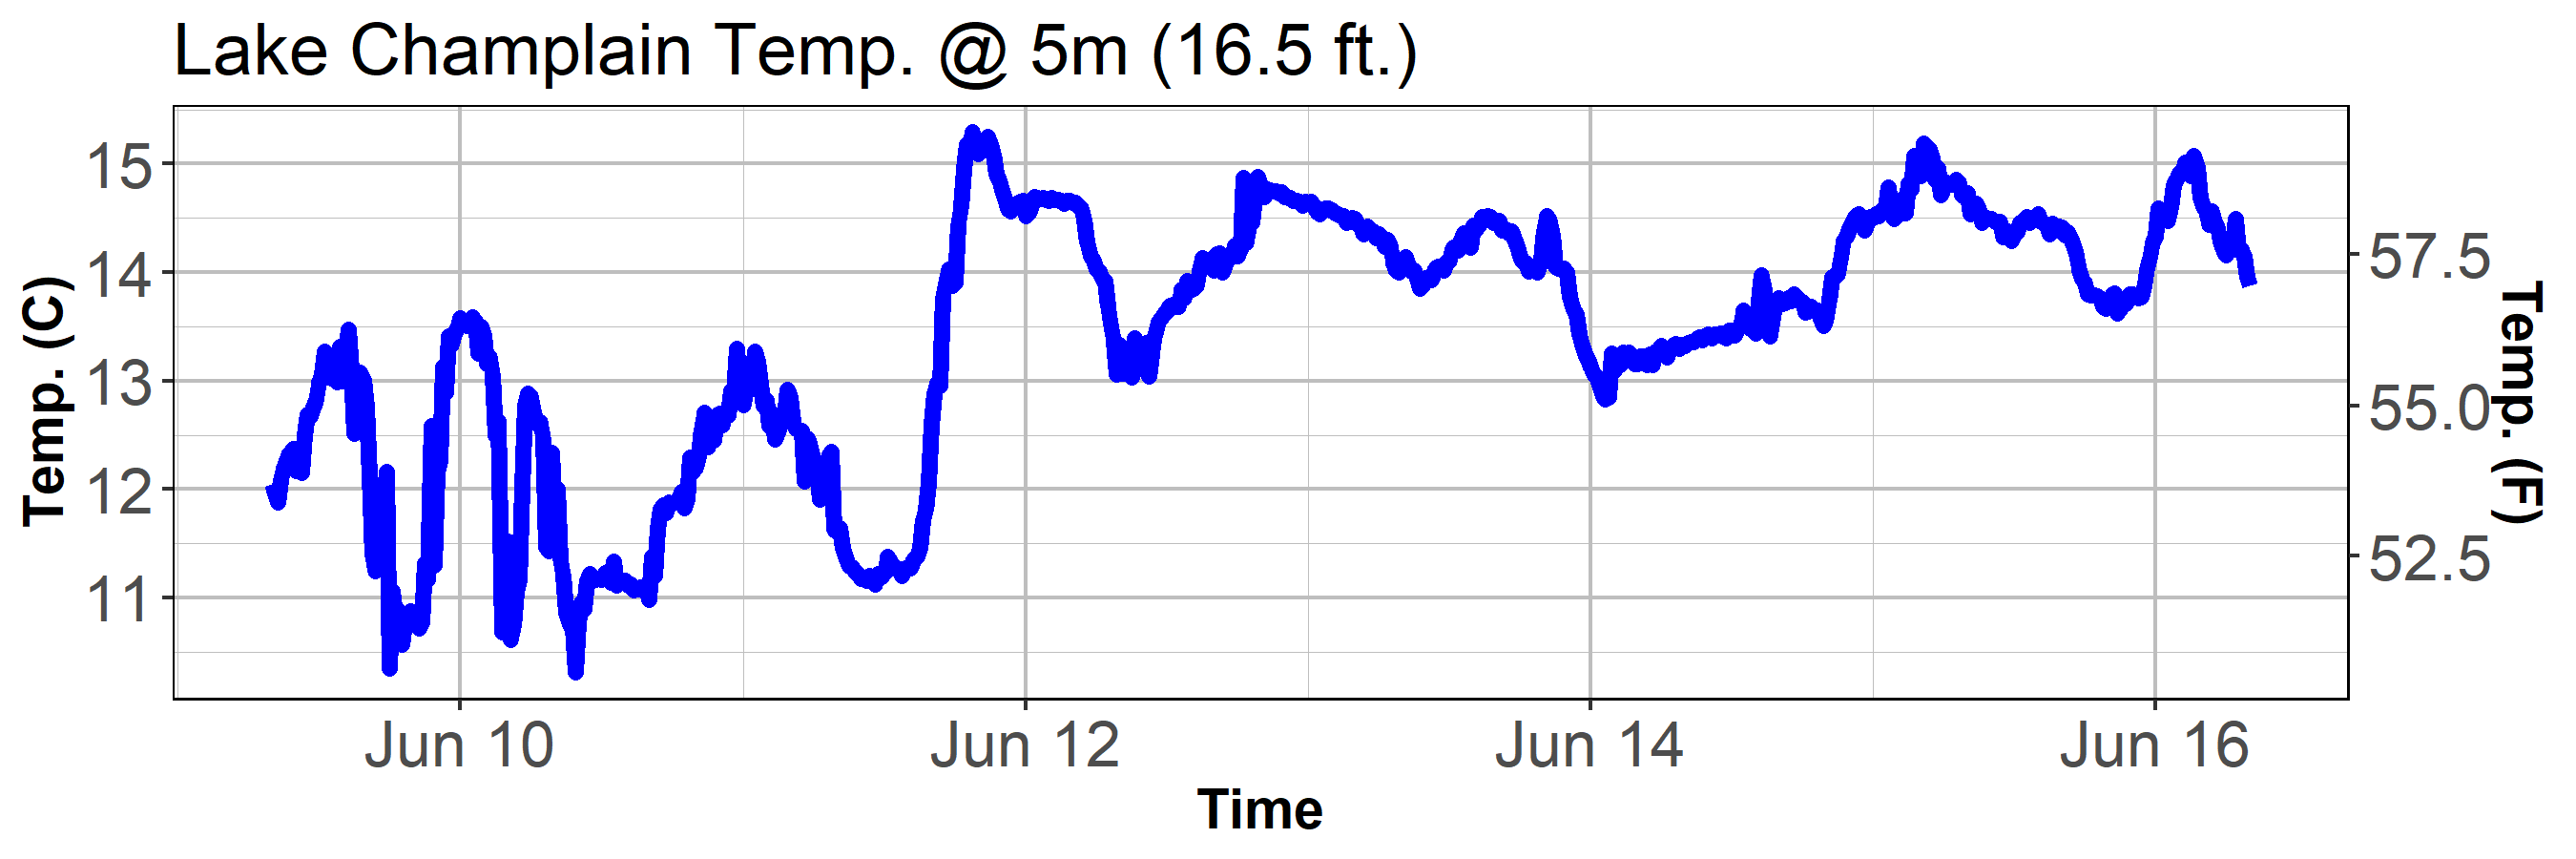 Lake Champlain Temp. @ 5m (16.5 ft.)
Temp. (C)
15
14
13
12
11
57.5
55.0
52.5
Temp. (F)
Jun 10 Jun 12 Jun 14 Jun 16
Time